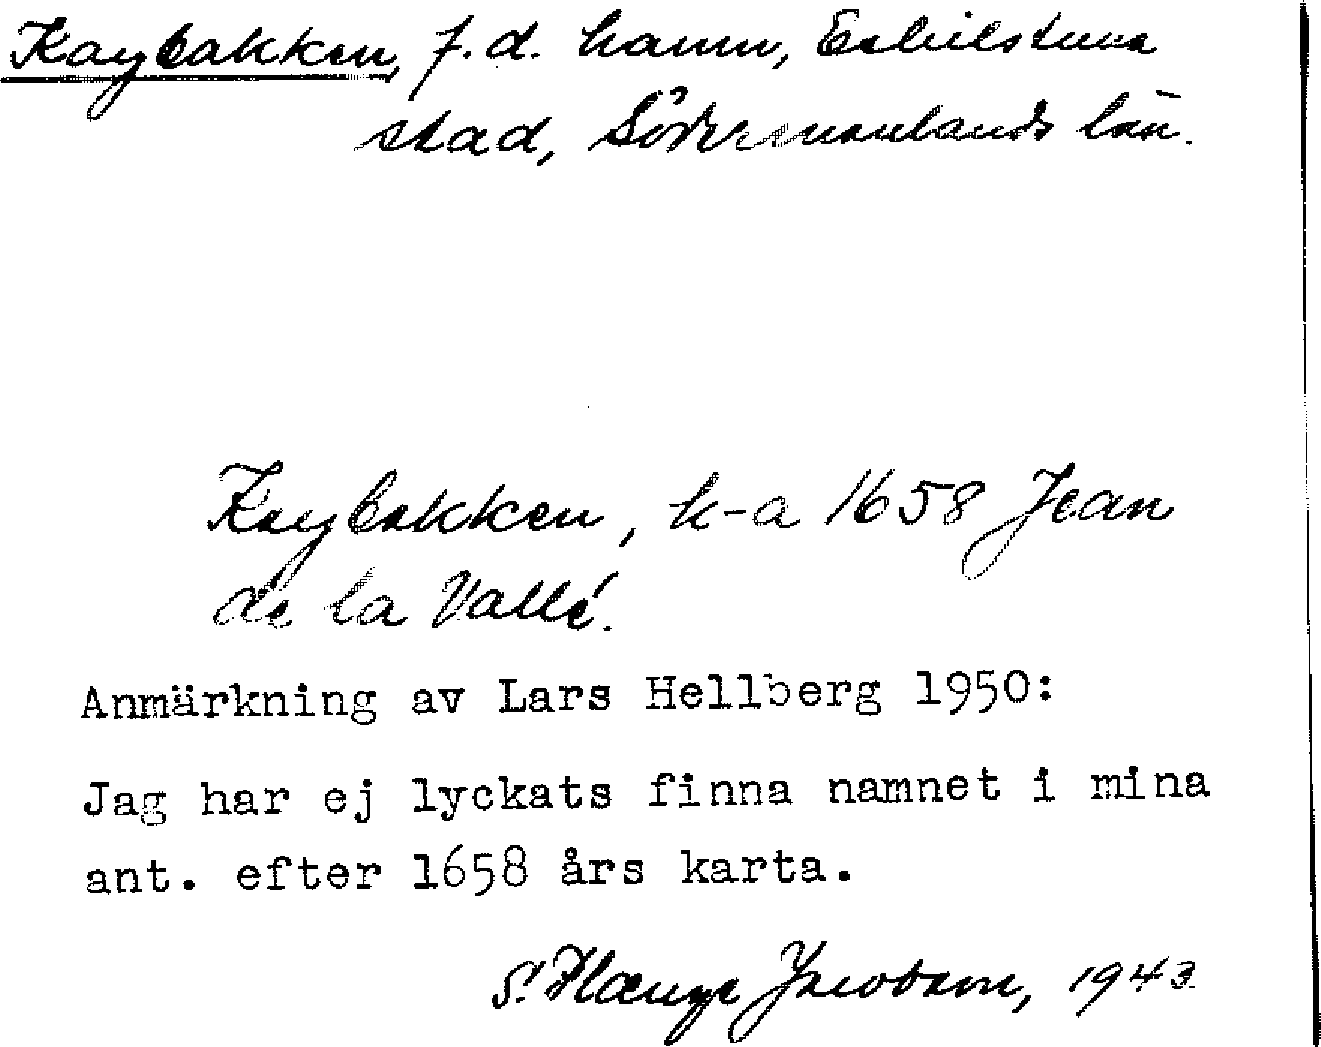 Kaybakken, f.d. hamn, Eskilstuna
stad, Södermanlands län.
Kaybakken, k-a 1658 Jean
de la Vallé.
Anmärkning av Lars Hellberg 1950:
Jag har ej lyckats finna namnet i mina
ant. efter 1658 års karta.
S. Jacobson, 1943